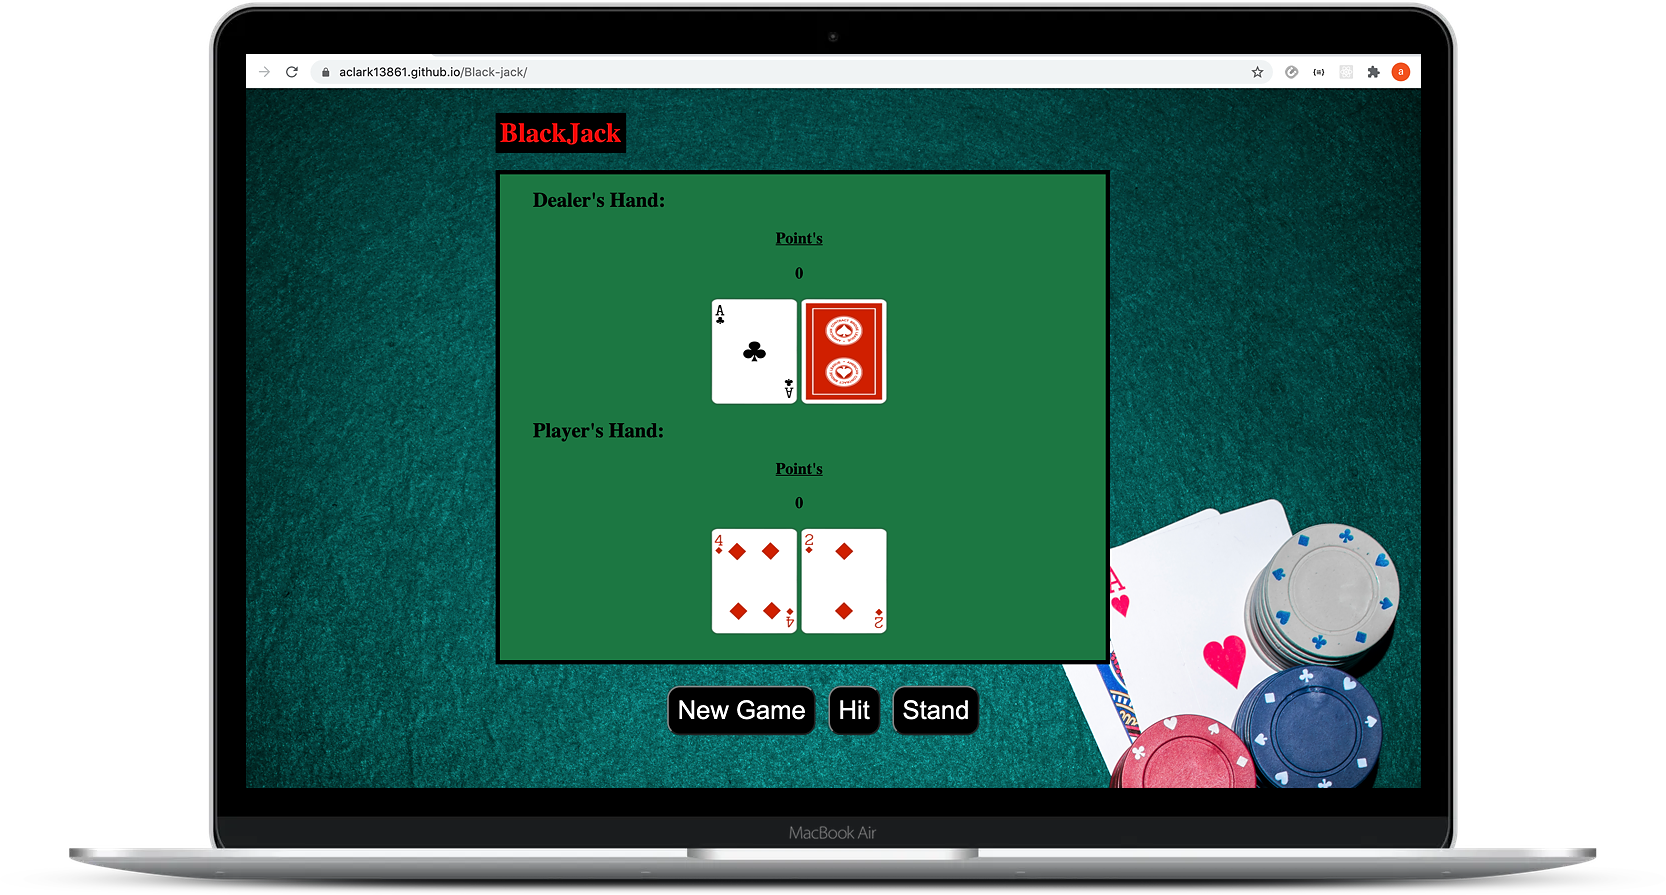 aclark13861.github.io/Black-jack/
a
BlackJack
Dealer's Hand:
Point's
0
A
A
Player's Hand:
Point's
0
4
2
4
2
New Game
Hit
Stand
A
MacBook Air